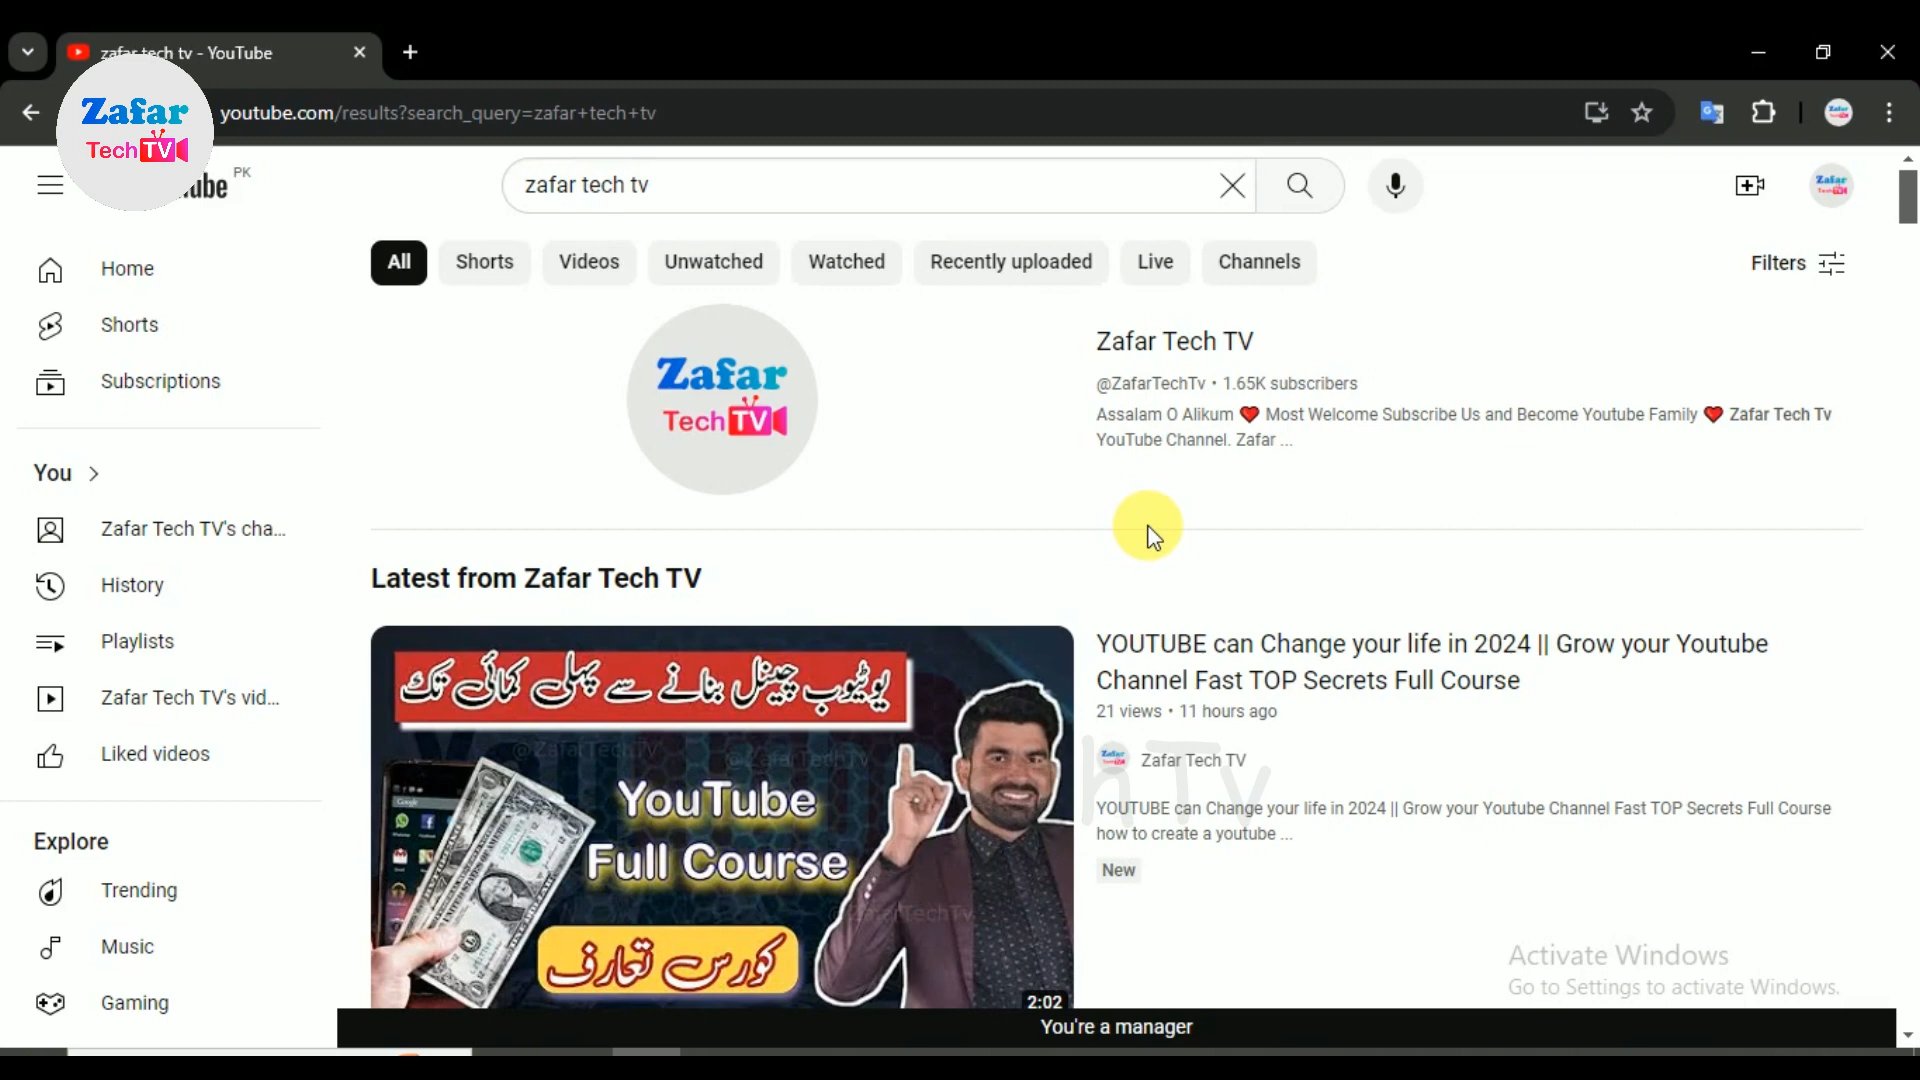 zafar tech tv - YouTube
Zafar
TechTV
youtube.com/results?search_query=zafar+tech+tv
PK
zafar tech tv
All
Shorts
Videos
Unwatched
Watched
Recently uploaded
Live
Channels
Filters
Home
Shorts
Subscriptions
You
Zafar Tech TV's cha...
History
Playlists
Zafar Tech TV's vid...
Liked videos
Explore
Trending
Music
Gaming
Zafar
TechTV
Zafar Tech TV
@ZafarTechTv • 1.65K subscribers
Assalam O Alikum ❤️ Most Welcome Subscribe Us and Become Youtube Family ❤️ Zafar Tech Tv
YouTube Channel. Zafar ...
Latest from Zafar Tech TV
یوٹیوب چینل بنانے سے پہلی کمائی تک
YouTube
Full Course
کورس تعارف
2:02
YOUTUBE can Change your life in 2024 || Grow your Youtube
Channel Fast TOP Secrets Full Course
21 views • 11 hours ago
Zafar Tech TV
YOUTUBE can Change your life in 2024 || Grow your Youtube Channel Fast TOP Secrets Full Course
how to create a youtube ...
New
Activate Windows
Go to Settings to activate Windows.
You're a manager